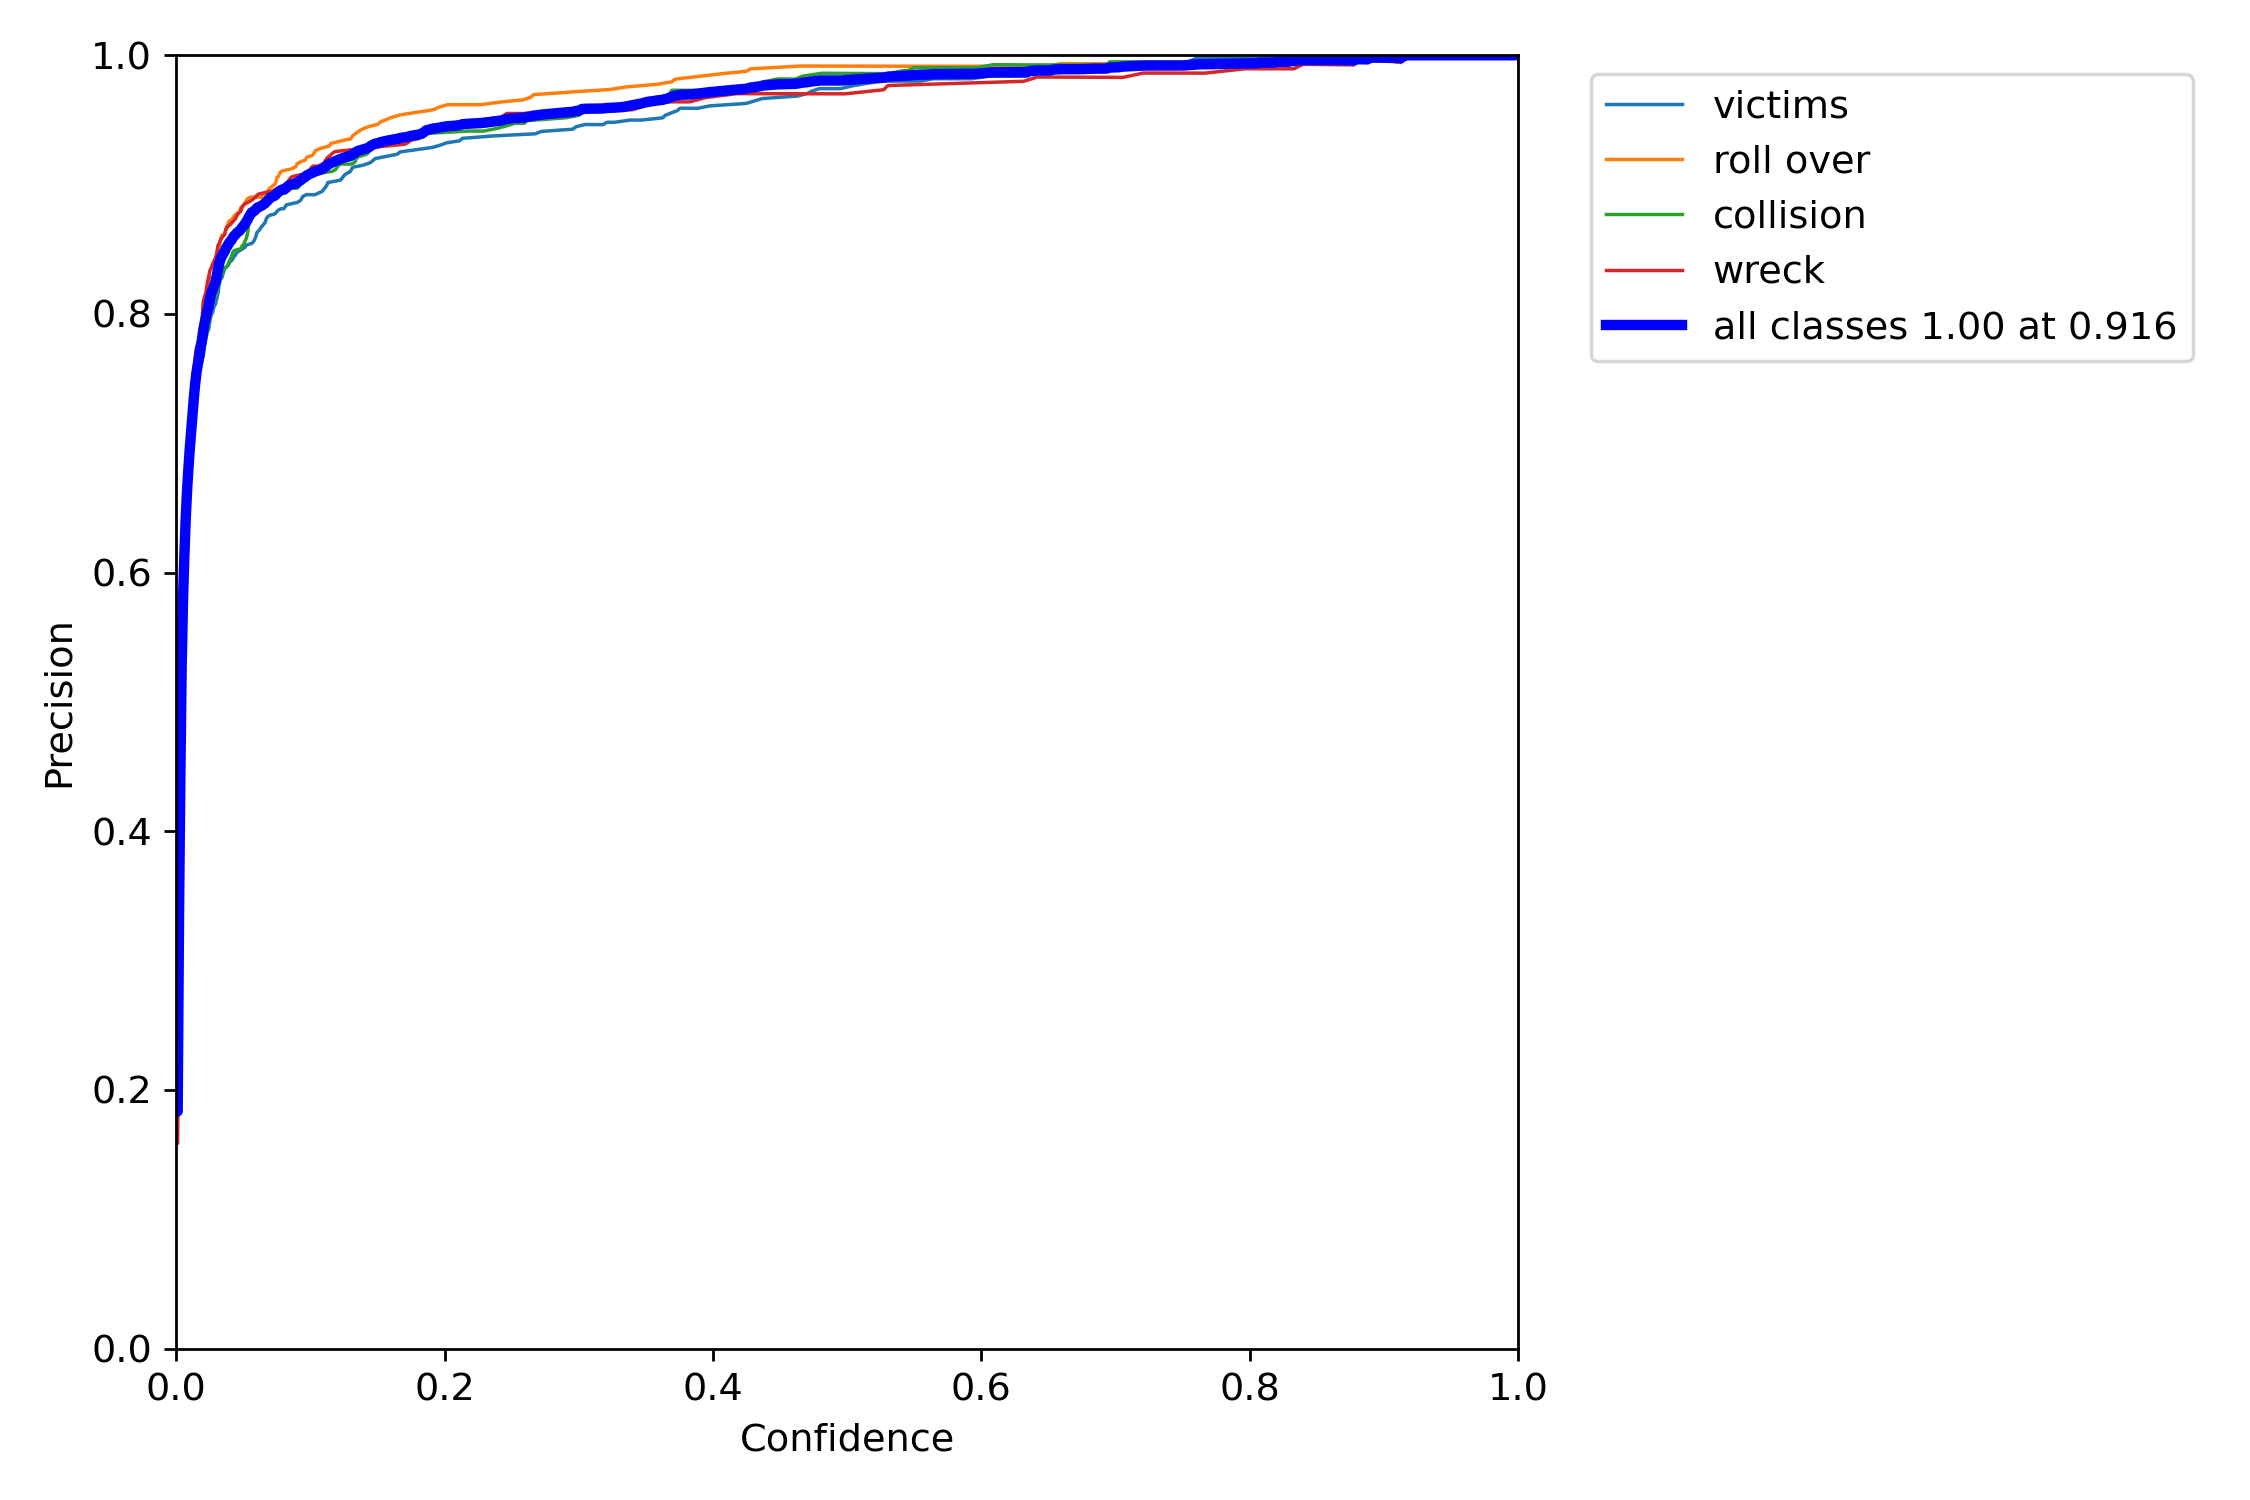 1.0
0.8
0.6
0.4
0.2
0.0
Precision
0.0 0.2 0.4 0.6 0.8 1.0
Confidence
victims
roll over
collision
wreck
all classes 1.00 at 0.916